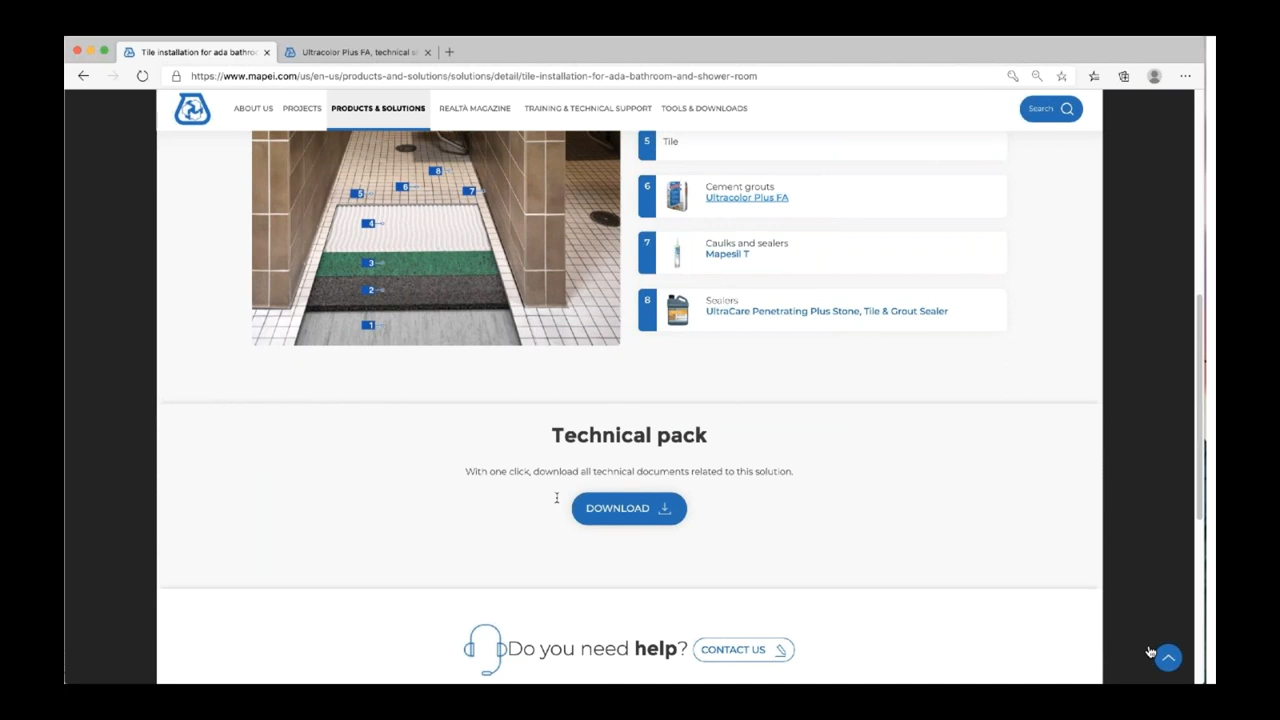 Tile installation for ada bathroo
Ultracolor Plus FA, technical s
https://www.mapei.com/us/en-us/products-and-solutions/solutions/detail/tile-installation-for-ada-bathroom-and-shower-room
ABOUT US
PROJECTS
PRODUCTS & SOLUTIONS
REALTÀ MAGAZINE
TRAINING & TECHNICAL SUPPORT
TOOLS & DOWNLOADS
Search
5 Tile
8
6
5
7
4
3
2
1
6 Cement grouts
Ultracolor Plus FA
7 Caulks and sealers
Mapesil T
8 Sealers
UltraCare Penetrating Plus Stone, Tile & Grout Sealer
Technical pack
With one click, download all technical documents related to this solution.
DOWNLOAD
Do you need help?
CONTACT US